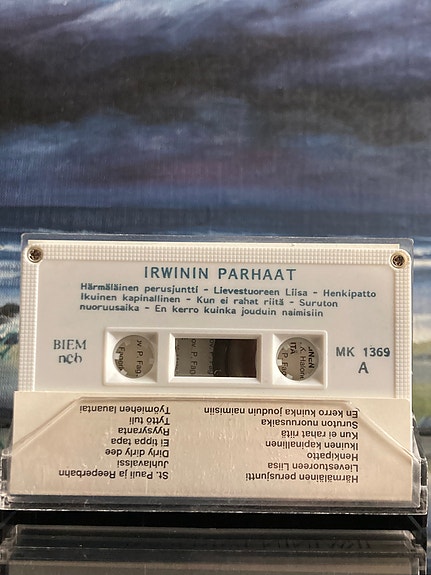 IRWININ PARHAAT
Härmäläinen perusjuntti - Lievestuoreen Liisa - Henkipatto
Ikuinen kapinallinen - Kun ei rahat riitä - Suruton
nuoruusaika - En kerro kuinka jouduin naimisiin
BIEM
ncb
MK 1369
A
Härmäläinen perusjuntti
Lievestuoreen Liisa
Henkipatto
Ikuinen kapinallinen
Kun ei rahat riitä
Suruton nuoruusaika
En kerro kuinka jouduin naimisiin
St. Pauli ja Reeperbahn
Juhlavalssi
Dirly dirly dee
Ei tippa tapa
Ryysyranta
Tyttö tuli
Työmiehen lauantai